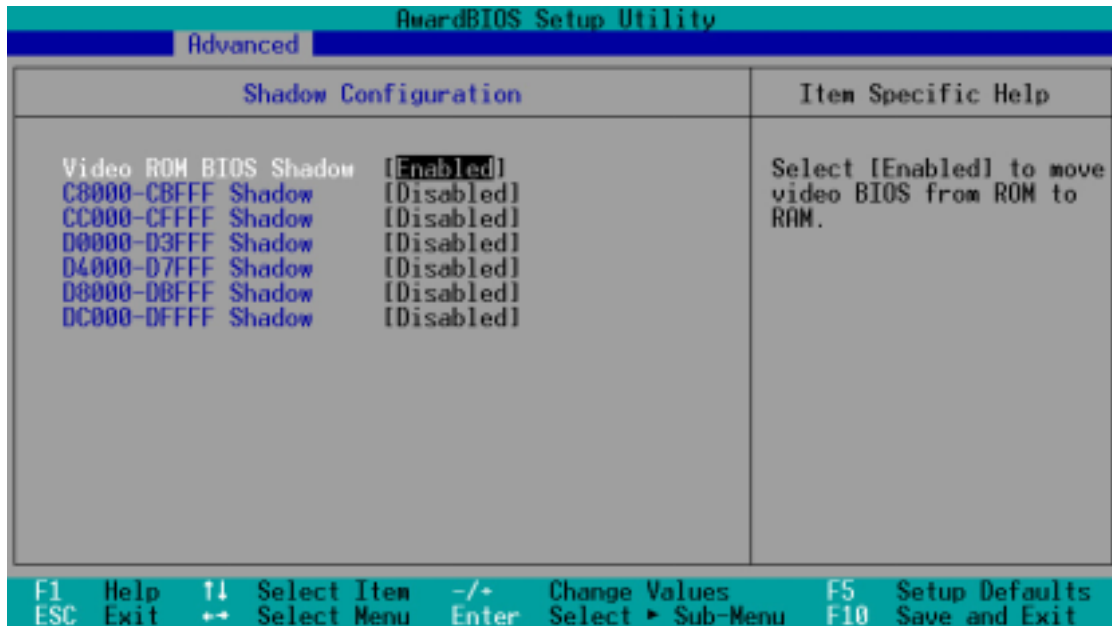 AwardBIOS Setup Utility
Advanced
Shadow Configuration
Item Specific Help
Video ROM BIOS Shadow [Enabled]
C8000-CBFFF Shadow [Disabled]
CC000-CFFFF Shadow [Disabled]
D0000-D3FFF Shadow [Disabled]
D4000-D7FFF Shadow [Disabled]
D8000-DBFFF Shadow [Disabled]
DC000-DFFFF Shadow [Disabled]
Select [Enabled] to move
video BIOS from ROM to
RAM.
F1 Help ↑↓ Select Item -/+ Change Values F5 Setup Defaults
ESC Exit ←→ Select Menu Enter Select ► Sub-Menu F10 Save and Exit